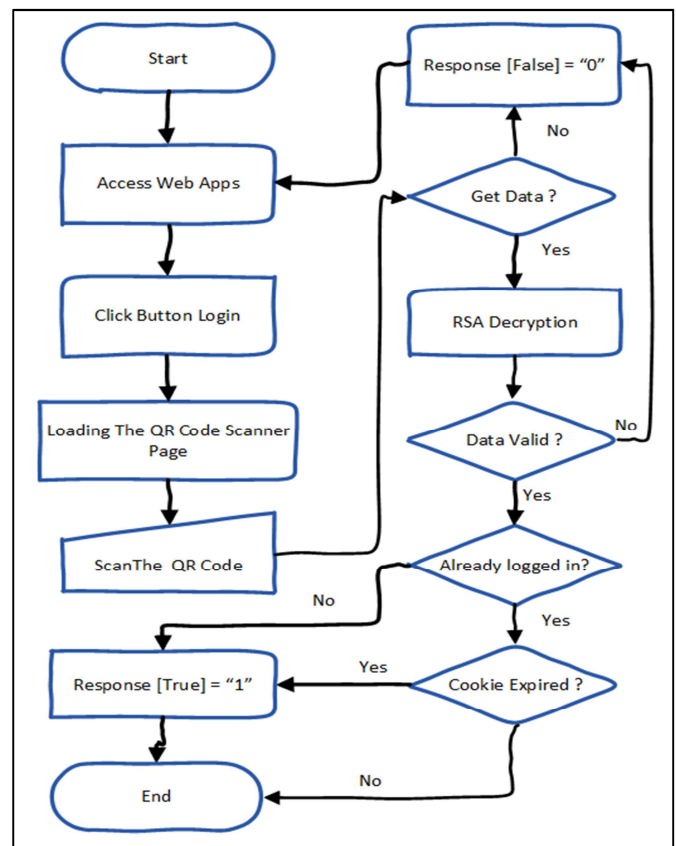 Start
Access Web Apps
Click Button Login
Loading The QR Code Scanner
Page
ScanThe QR Code
Response [False] = “0”
No
Get Data ?
Yes
RSA Decryption
Data Valid ?
No
Yes
Already logged in?
No
Yes
Cookie Expired ?
Yes
Response [True] = “1”
No
End